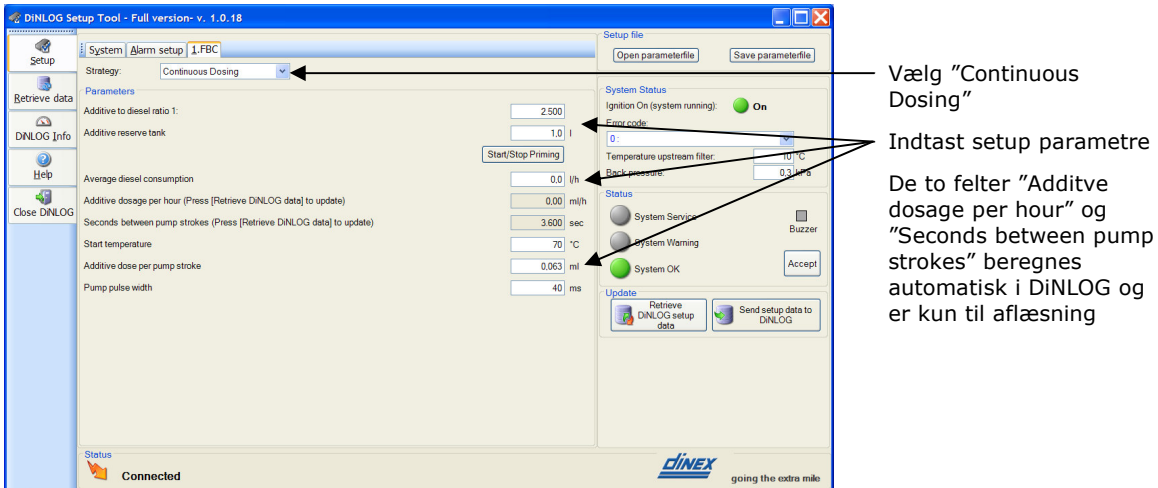 DiNLOG Setup Tool - Full version- v. 1.0.18
Setup
Retrieve data
DiNLOG Info
Help
Close DiNLOG
System
Alarm setup
1.FBC
Strategy:
Continuous Dosing
Parameters
Additive to diesel ratio 1:
2.500
Additive reserve tank
1,0 l
Start/Stop Priming
Average diesel consumption
0,0 l/h
Additive dosage per hour (Press [Retrieve DiNLOG data] to update)
0,00 ml/h
Seconds between pump strokes (Press [Retrieve DiNLOG data] to update)
3.600 sec
Start temperature
70 °C
Additive dose per pump stroke
0,063 ml
Pump pulse width
40 ms
Setup file
Open parameterfile
Save parameterfile
System Status
Ignition On (system running):
On
Error code:
0 :
Temperature upstream filter:
10 °C
Back pressure:
0,3 kPa
Status
System Service
Buzzer
System Warning
System OK
Accept
Update
Retrieve
DiNLOG setup
data
Send setup data to
DiNLOG
Status
Connected
dinex
going the extra mile
Vælg ”Continuous
Dosing”
Indtast setup parametre
De to felter ”Additve
dosage per hour” og
”Seconds between pump
strokes” beregnes
automatisk i DiNLOG og
er kun til aflæsning